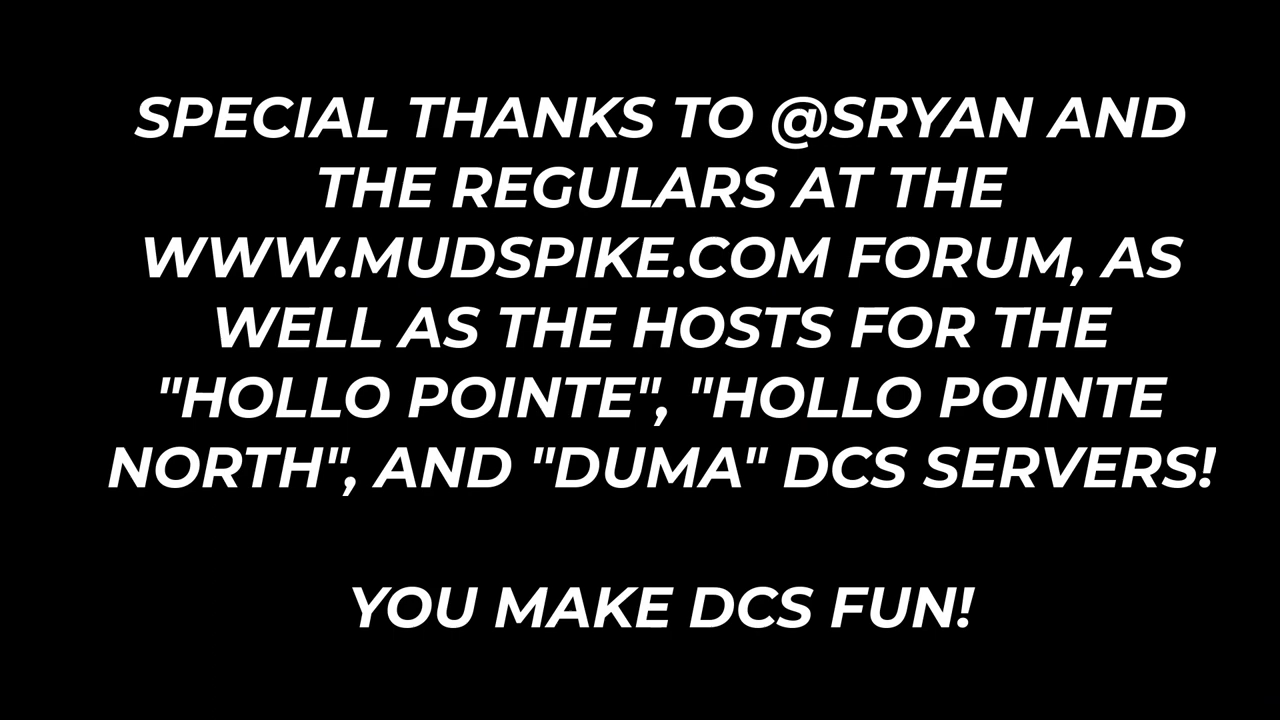 SPECIAL THANKS TO @SRYAN AND
THE REGULARS AT THE
WWW.MUDSPIKE.COM FORUM, AS
WELL AS THE HOSTS FOR THE
"HOLLO POINTE", "HOLLO POINTE
NORTH", AND "DUMA" DCS SERVERS!
YOU MAKE DCS FUN!